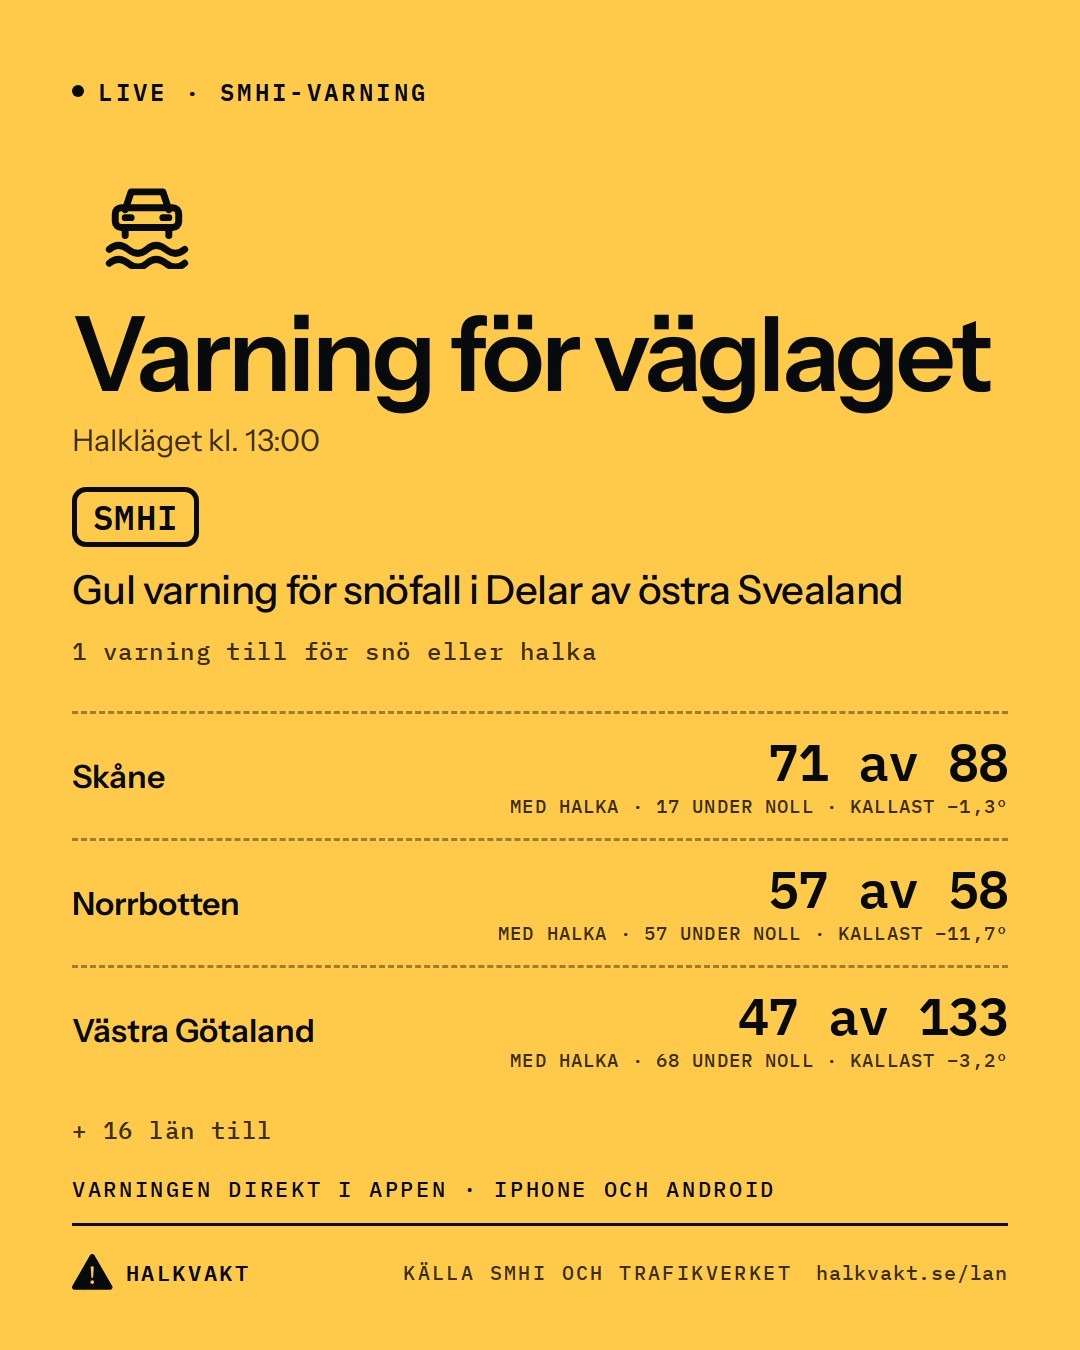 LIVE · SMHI-VARNING
Varning för väglaget
Halkläget kl. 13:00
SMHI
Gul varning för snöfall i Delar av östra Svealand
1 varning till för snö eller halka
Skåne
71 av 88
MED HALKA · 17 UNDER NOLL · KALLAST −1,3°
Norrbotten
57 av 58
MED HALKA · 57 UNDER NOLL · KALLAST −11,7°
Västra Götaland
47 av 133
MED HALKA · 68 UNDER NOLL · KALLAST −3,2°
+ 16 län till
VARNINGEN DIREKT I APPEN · IPHONE OCH ANDROID
HALKVAKT
KÄLLA SMHI OCH TRAFIKVERKET halkvakt.se/lan